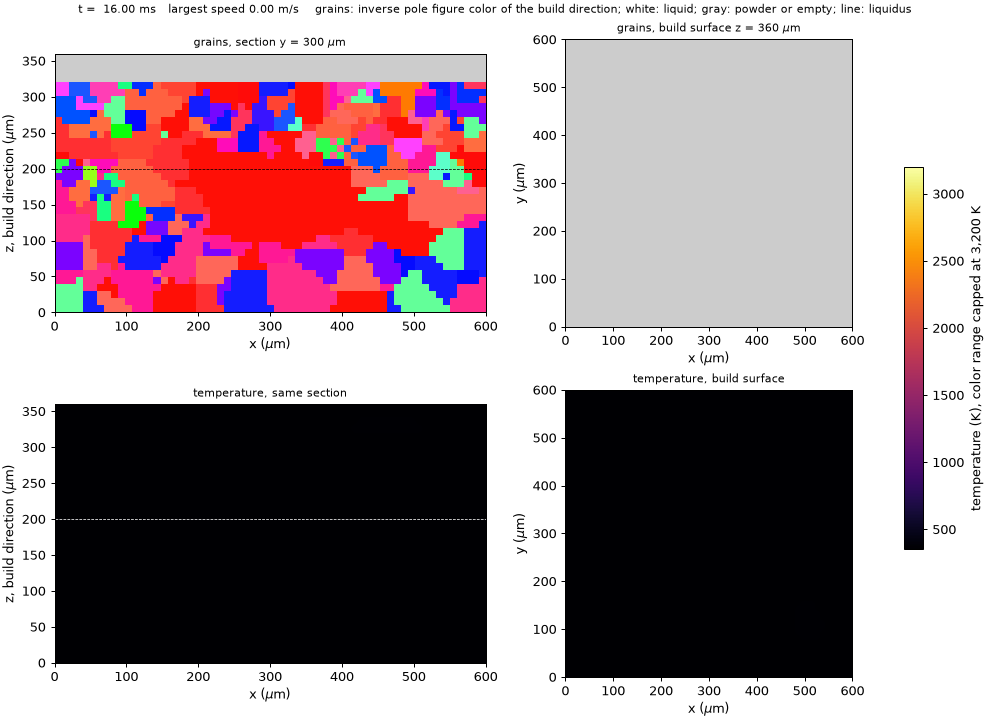 t =  16.00 ms   largest speed 0.00 m/s     grains: inverse pole figure color of the build direction; white: liquid; gray: powder or empty; line: liquidus
grains, section y = 300 μm
350
300
250
200
150
100
50
0
z, build direction (μm)
0 100 200 300 400 500 600
x (μm)
grains, build surface z = 360 μm
600
500
400
300
200
100
0
y (μm)
0 100 200 300 400 500 600
x (μm)
temperature, same section
350
300
250
200
150
100
50
0
z, build direction (μm)
0 100 200 300 400 500 600
x (μm)
temperature, build surface
600
500
400
300
200
100
0
y (μm)
0 100 200 300 400 500 600
x (μm)
3000
2500
2000
1500
1000
500
temperature (K), color range capped at 3,200 K